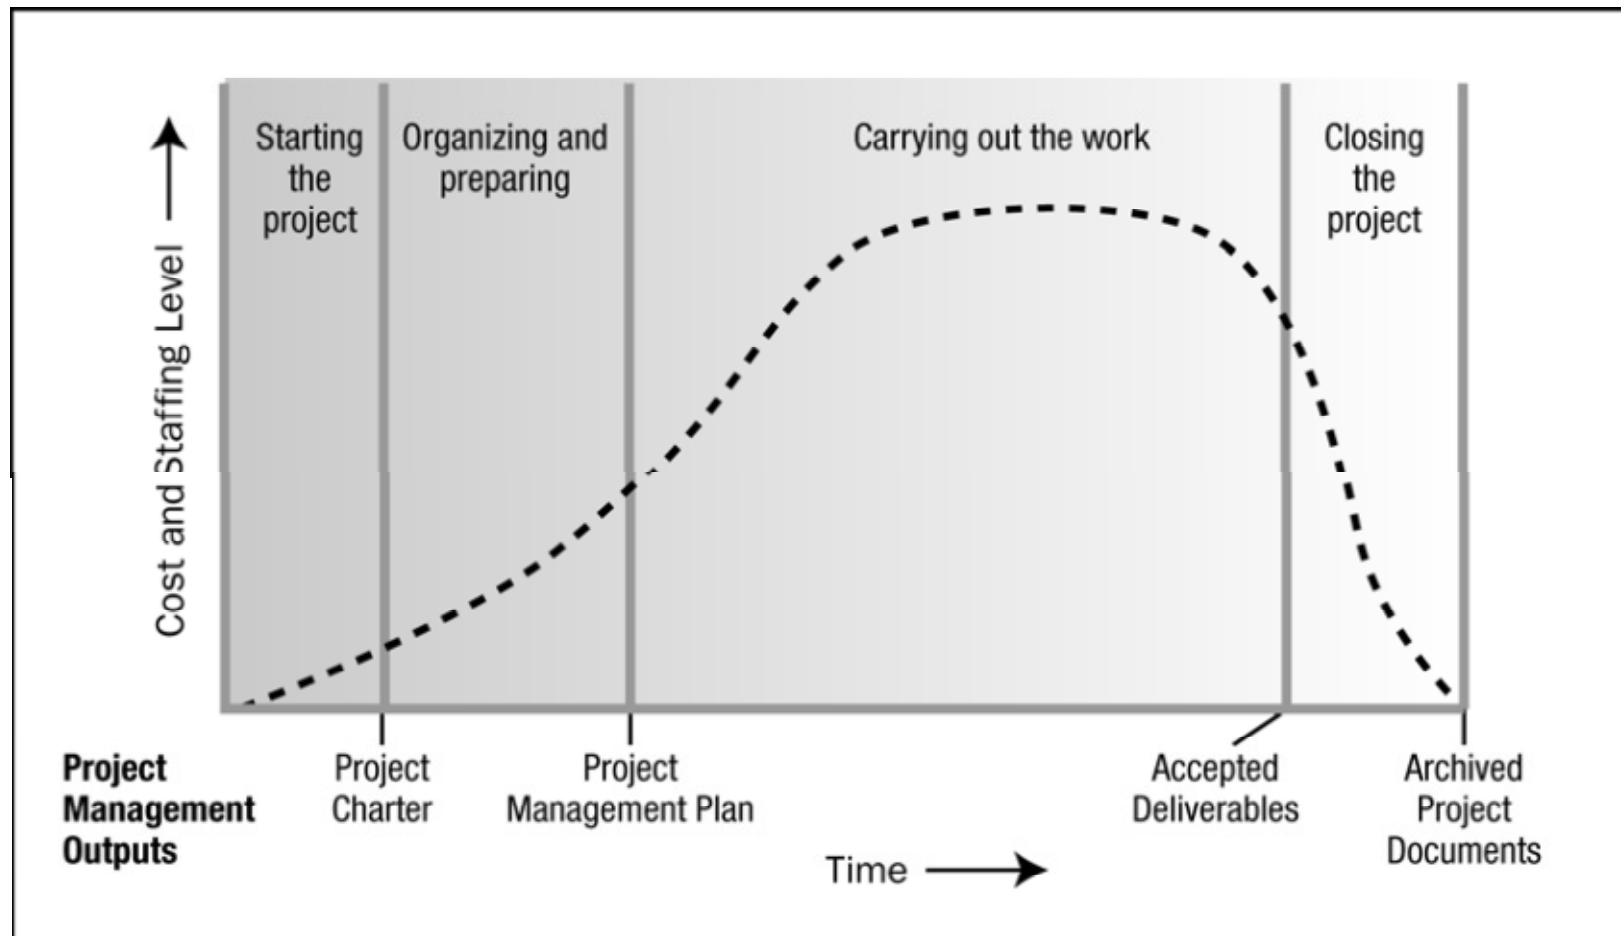 Starting
the
project
Organizing and
preparing
Carrying out the work
Closing
the
project
Cost and Staffing Level
Project
Management
Outputs
Project
Charter
Project
Management Plan
Accepted
Deliverables
Archived
Project
Documents
Time